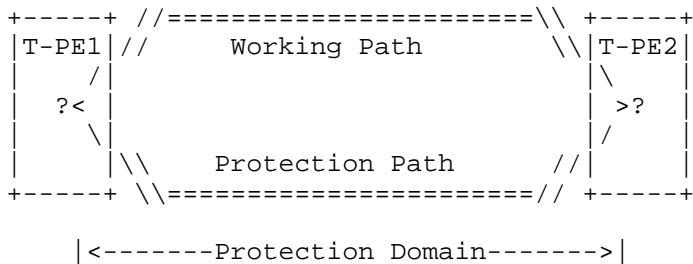 +-----+ //=======================\\ +-----+
|T-PE1|// Working Path \\|T-PE2|
| /| |\ |
| ?< | | >? |
| \| |/ |
| |\\ Protection Path //| |
+-----+ \\=======================// +-----+
|<-------Protection Domain------->|